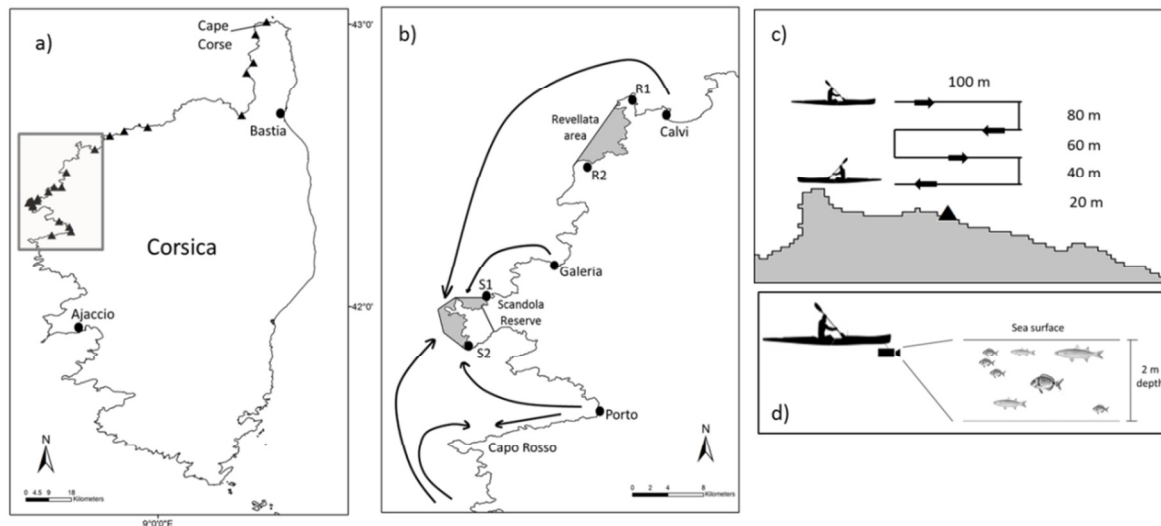 a)
Cape
Corse
43°0'
Bastia
Corsica
42°0'
Ajaccio
N
0 4.5 9 18
Kilometers
9°0'0"E
b)
R1
Calvi
Revellata
area
R2
Galeria
S1
Scandola
Reserve
S2
Porto
Capo Rosso
N
0 2 4 8
Kilometers
c)
100 m
80 m
60 m
40 m
20 m
Sea surface
2 m
depth
d)